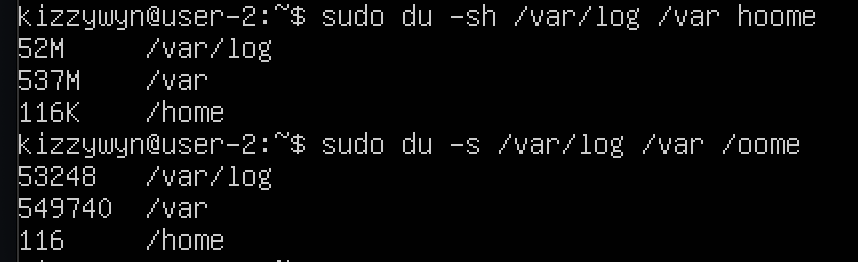 kizzywyn@user-2:~$ sudo du -sh /var/log /var hoome
52M /var/log
537M /var
116K /home
kizzywyn@user-2:~$ sudo du -s /var/log /var /oome
53248 /var/log
549740 /var
116 /home